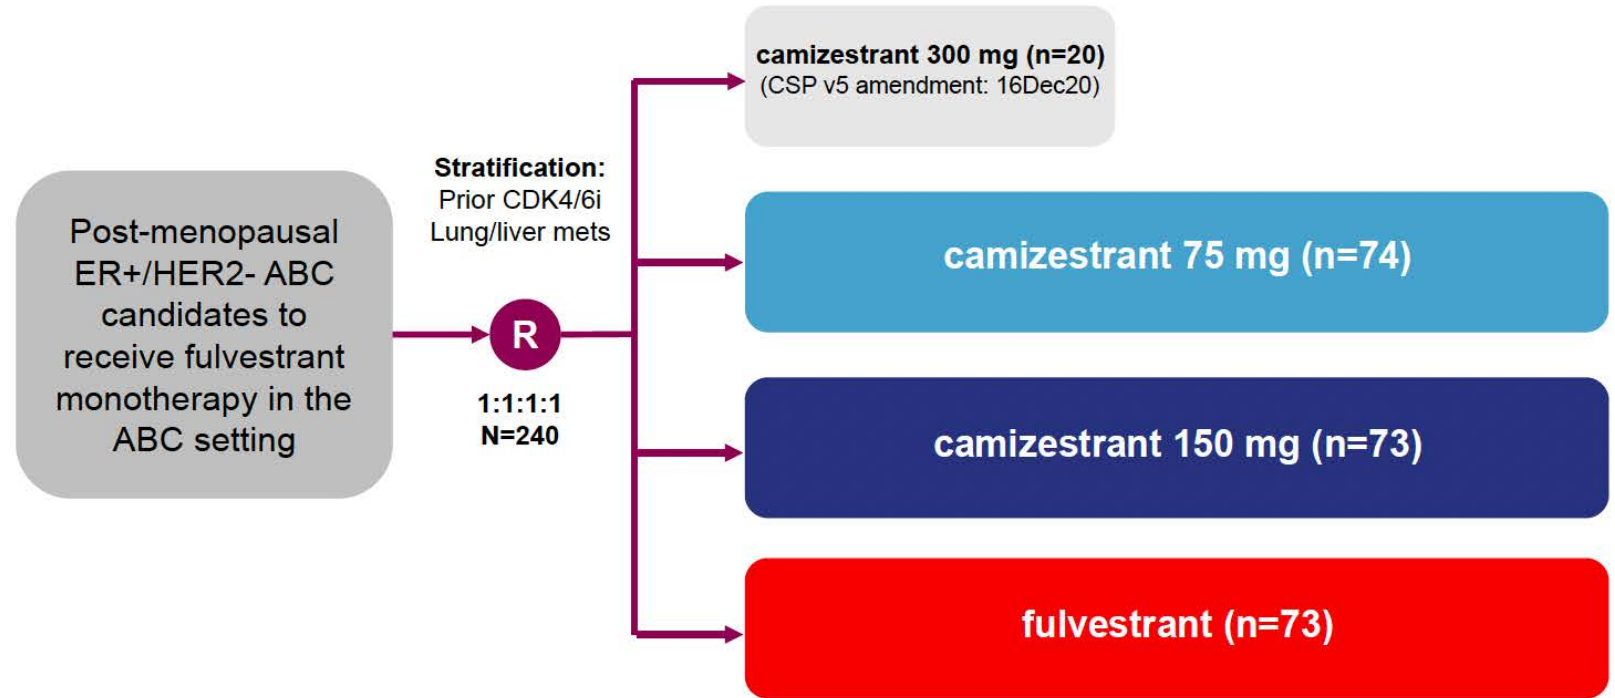 Post-menopausal
ER+/HER2- ABC
candidates to
receive fulvestrant
monotherapy in the
ABC setting
Stratification:
Prior CDK4/6i
Lung/liver mets
R
1:1:1:1
N=240
camizestrant 300 mg (n=20)
(CSP v5 amendment: 16Dec20)
camizestrant 75 mg (n=74)
camizestrant 150 mg (n=73)
fulvestrant (n=73)